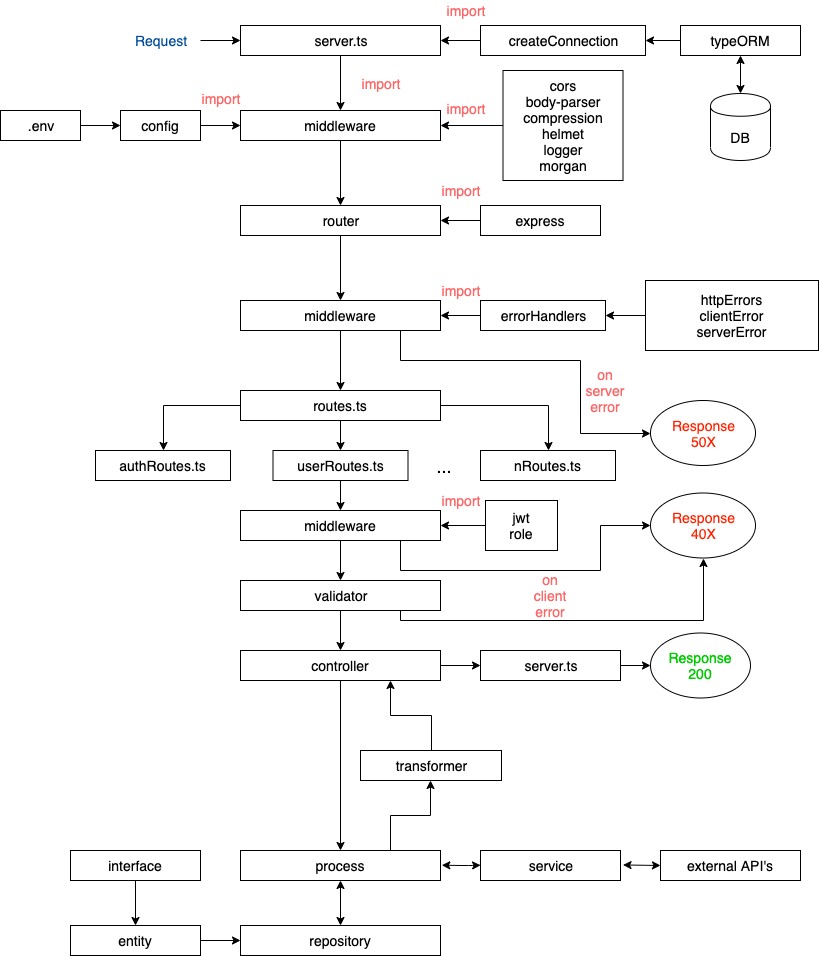 import
Request
server.ts
createConnection
typeORM
import
cors
body-parser
compression
helmet
logger
morgan
import
import
.env
config
middleware
DB
import
router
express
import
middleware
errorHandlers
httpErrors
clientError
serverError
on
server
error
routes.ts
Response
50X
authRoutes.ts
userRoutes.ts
...
nRoutes.ts
import
middleware
jwt
role
Response
40X
on
client
error
validator
controller
server.ts
Response
200
transformer
interface
process
service
external API's
entity
repository